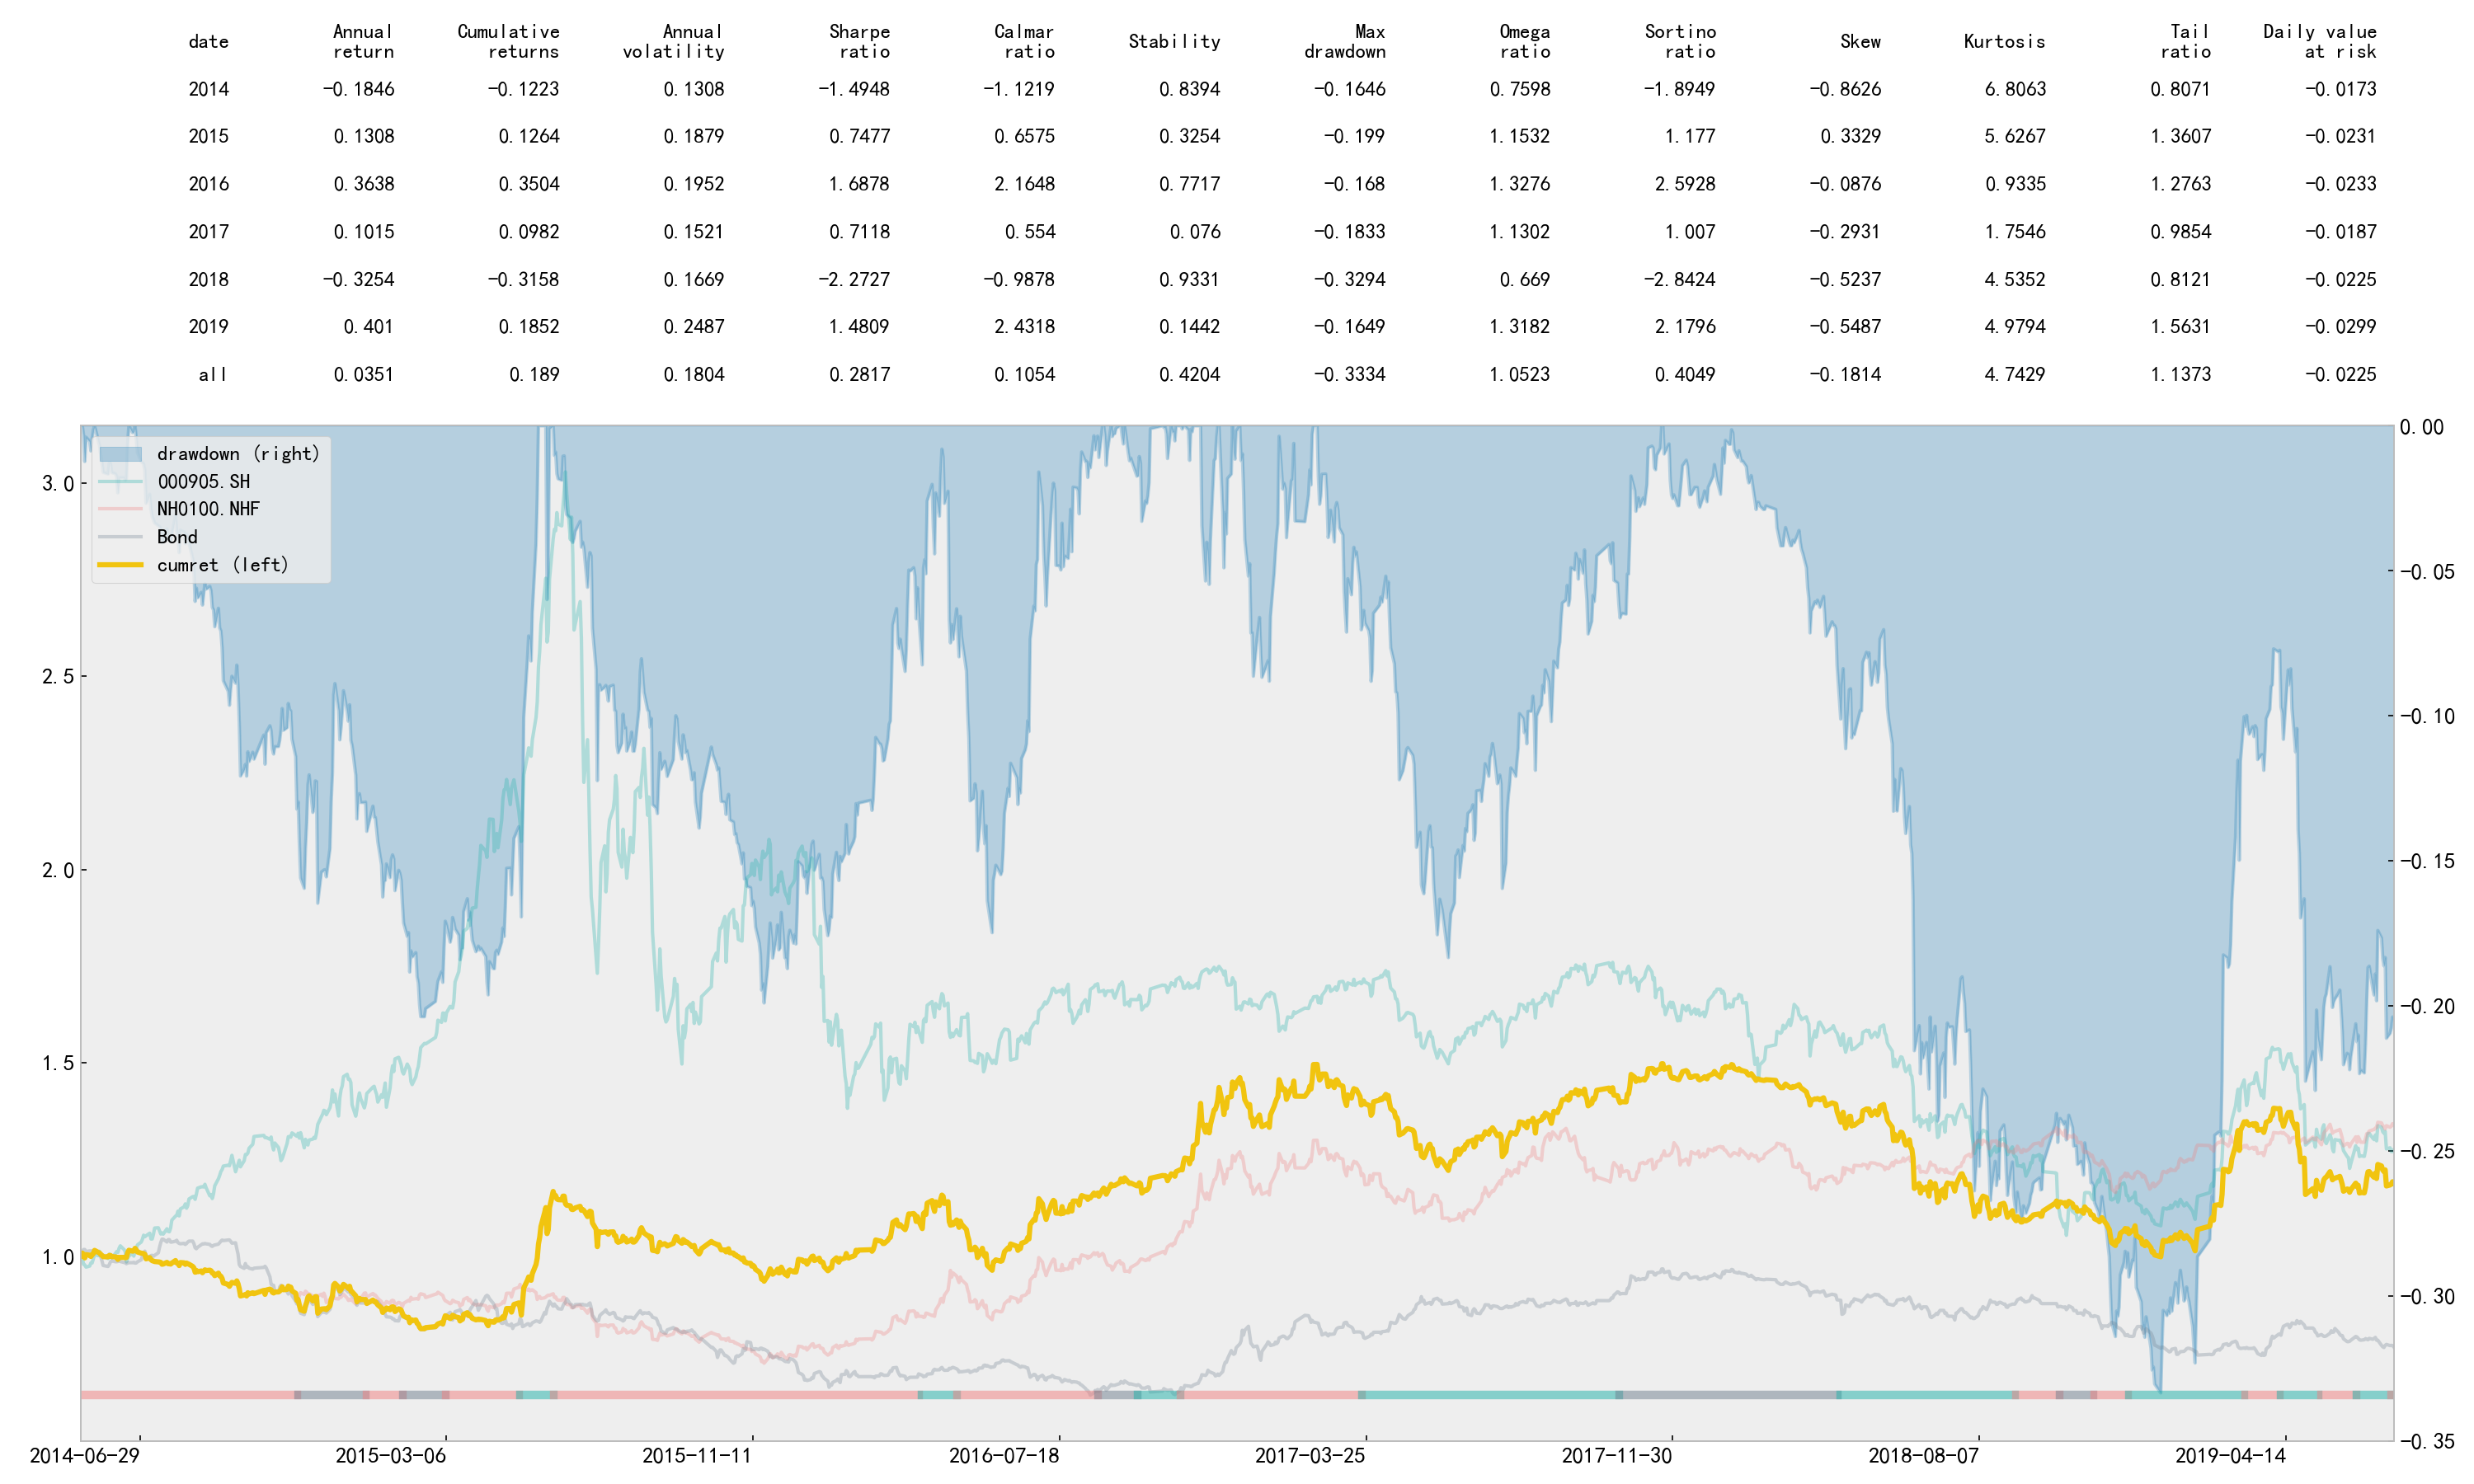 date Annual return Cumulative returns Annual volatility Sharpe ratio Calmar ratio Stability Max drawdown Omega ratio Sortino ratio Skew Kurtosis Tail ratio Daily value at risk
2014 -0.1846 -0.1223 0.1308 -1.4948 -1.1219 0.8394 -0.1646 0.7598 -1.8949 -0.8626 6.8063 0.8071 -0.0173
2015 0.1308 0.1264 0.1879 0.7477 0.6575 0.3254 -0.199 1.1532 1.177 0.3329 5.6267 1.3607 -0.0231
2016 0.3638 0.3504 0.1952 1.6878 2.1648 0.7717 -0.168 1.3276 2.5928 -0.0876 0.9335 1.2763 -0.0233
2017 0.1015 0.0982 0.1521 0.7118 0.554 0.076 -0.1833 1.1302 1.007 -0.2931 1.7546 0.9854 -0.0187
2018 -0.3254 -0.3158 0.1669 -2.2727 -0.9878 0.9331 -0.3294 0.669 -2.8424 -0.5237 4.5352 0.8121 -0.0225
2019 0.401 0.1852 0.2487 1.4809 2.4318 0.1442 -0.1649 1.3182 2.1796 -0.5487 4.9794 1.5631 -0.0299
all 0.0351 0.189 0.1804 0.2817 0.1054 0.4204 -0.3334 1.0523 0.4049 -0.1814 4.7429 1.1373 -0.0225
drawdown (right)
000905.SH
NH0100.NHF
Bond
cumret (left)
3.0
2.5
2.0
1.5
1.0
0.00
-0.05
-0.10
-0.15
-0.20
-0.25
-0.30
-0.35
2014-06-29 2015-03-06 2015-11-11 2016-07-18 2017-03-25 2017-11-30 2018-08-07 2019-04-14